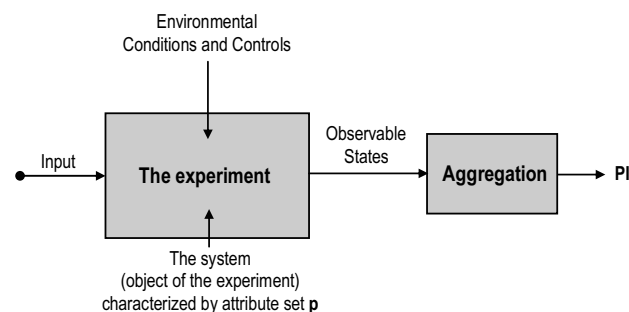 Environmental
Conditions and Controls
Input
The experiment
Observable
States
Aggregation
PI
The system
(object of the experiment)
characterized by attribute set p